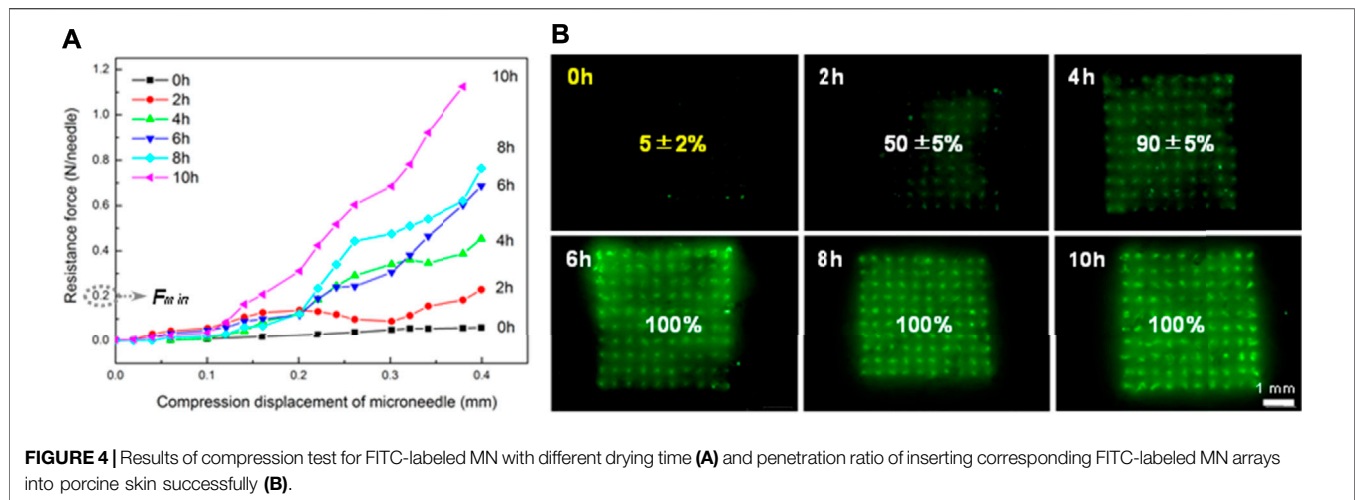 A
B
1.2
1.0
0.8
0.6
0.4
0.2
0.0
Resistance force (N/needle)
0h
2h
4h
6h
8h
10h
10h
8h
6h
4h
2h
0h
Fm in
0.0 0.1 0.2 0.3 0.4
Compression displacement of microneedle (mm)
0h
5±2%
2h
50±5%
4h
90±5%
6h
100%
8h
100%
10h
100%
1 mm
FIGURE 4 | Results of compression test for FITC-labeled MN with different drying time (A) and penetration ratio of inserting corresponding FITC-labeled MN arrays
into porcine skin successfully (B).